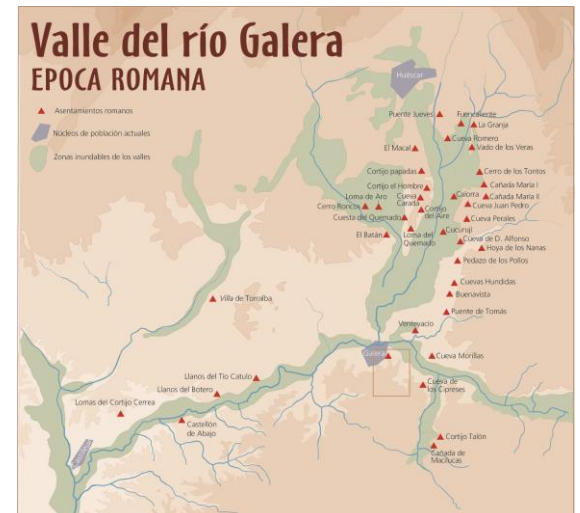 Valle del río Galera
EPOCA ROMANA
Asentamientos romanos
Núcleos de población actuales
Zonas inundables de los valles
Huéscar
Puente Jueves
Fuencaliente
La Granja
Cueva Romero
El Macal
Vado de los Veras
Cortijo papadas
Cerro de los Tontos
Cortijo el Hombre
Cañada María I
Loma de Aro
Cueva
Carada
Caiorra
Cañada María II
Cerro Roncos
Cortijo
del Aire
Cueva Juan Pedro
Cuesta del Quemado
Cueva Perales
El Batán
Loma del
Quemado
Cucurujl
Cueva de D. Alfonso
Hoya de los Nanas
Pedazo de los Pollos
Cuevas Hundidas
Buenavista
Villa de Torralba
Puente de Tomás
Ventevacio
Galera
Cueva Morillas
Llanos del Tío Catulo
Cueva de
los Cipreses
Llanos del Botero
Lomas del Cortijo Cerrea
Castellón
de Abajo
Cortijo Talón
Cañada de
Macilucas